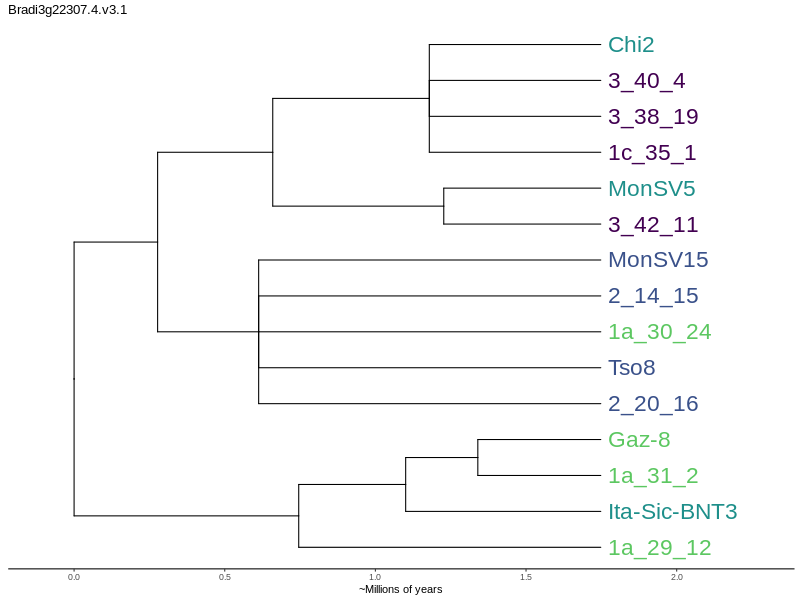 Bradi3g22307.4.v3.1
Chi2
3_40_4
3_38_19
1c_35_1
MonSV5
3_42_11
MonSV15
2_14_15
1a_30_24
Tso8
2_20_16
Gaz-8
1a_31_2
Ita-Sic-BNT3
1a_29_12
0.0 0.5 1.0 1.5 2.0
~Millions of years